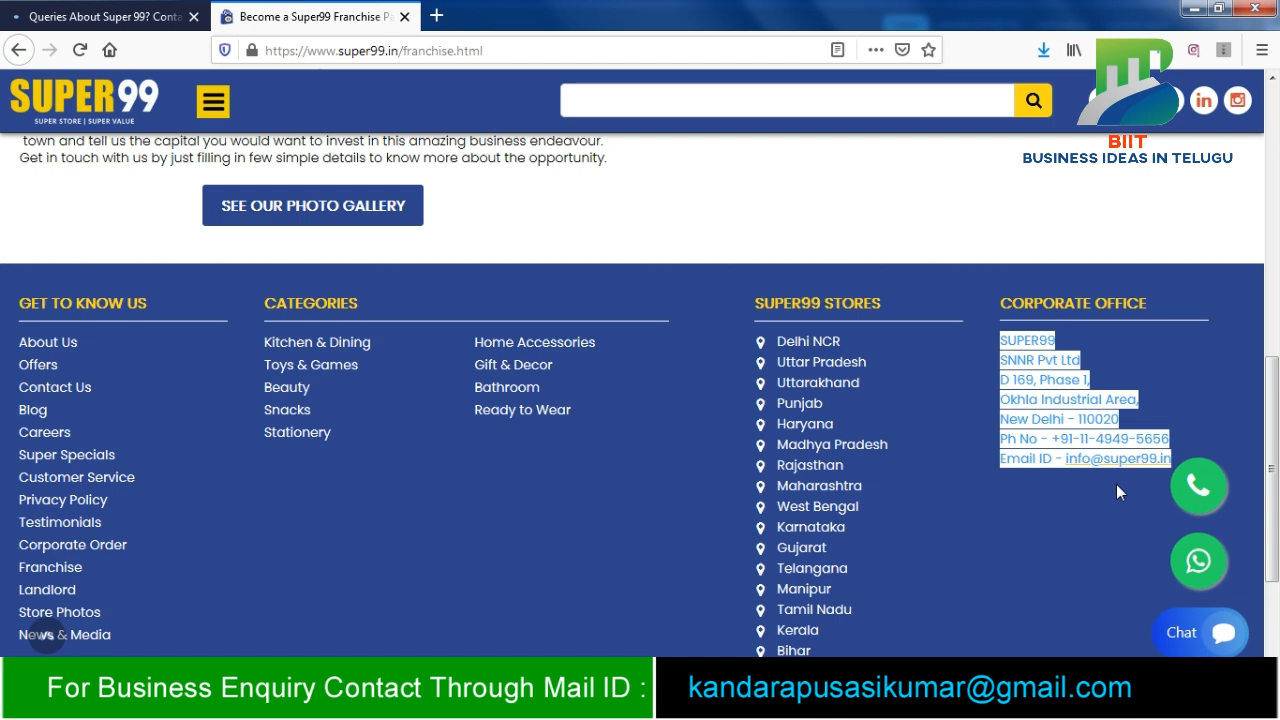 Queries About Super 99? Conta
Become a Super99 Franchise Pa
https://www.super99.in/franchise.html
SUPER99
SUPER STORE | SUPER VALUE
BIIT
BUSINESS IDEAS IN TELUGU
town and tell us the capital you would want to invest in this amazing business endeavour.
Get in touch with us by just filling in few simple details to know more about the opportunity.
SEE OUR PHOTO GALLERY
GET TO KNOW US
About Us
Offers
Contact Us
Blog
Careers
Super Specials
Customer Service
Privacy Policy
Testimonials
Corporate Order
Franchise
Landlord
Store Photos
News & Media
CATEGORIES
Kitchen & Dining
Toys & Games
Beauty
Snacks
Stationery
Home Accessories
Gift & Decor
Bathroom
Ready to Wear
SUPER99 STORES
Delhi NCR
Uttar Pradesh
Uttarakhand
Punjab
Haryana
Madhya Pradesh
Rajasthan
Maharashtra
West Bengal
Karnataka
Gujarat
Telangana
Manipur
Tamil Nadu
Kerala
Bihar
CORPORATE OFFICE
SUPER99
SNNR Pvt Ltd
D 169, Phase 1,
Okhla Industrial Area,
New Delhi - 110020
Ph No - +91-11-4949-5656
Email ID - info@super99.in
Chat
For Business Enquiry Contact Through Mail ID :
kandarapusasikumar@gmail.com